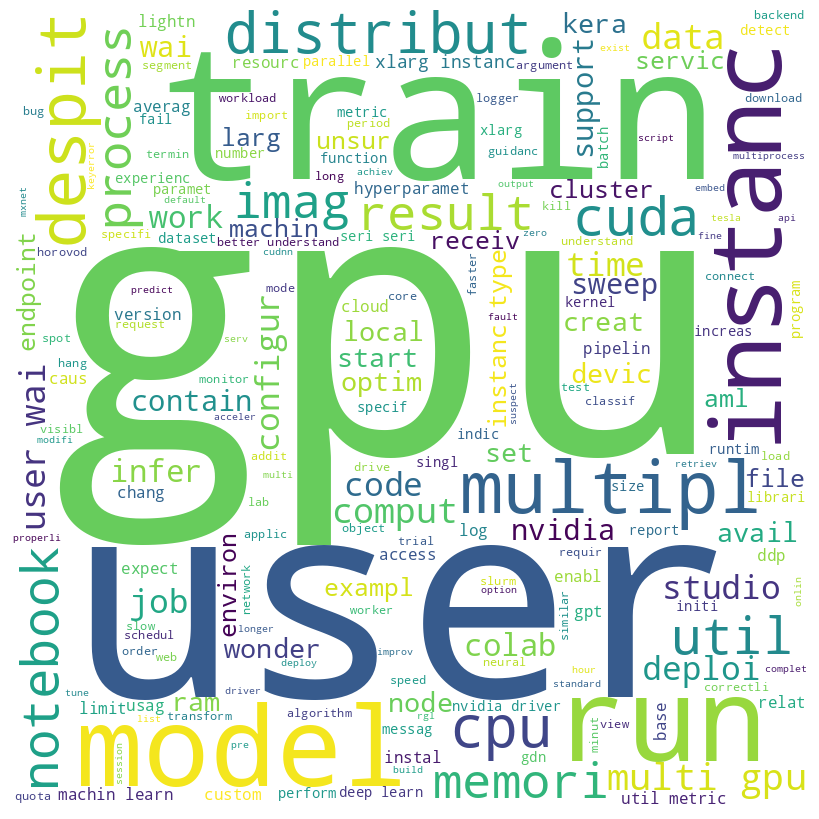 lightn
kera
backend
despit
process
wai
distribut
data
detect
exist
segment
resourc
parallel
xlarg instanc
argument
support
servic
train
instanc
bug
averag
fail
workload
import
metric
period
logger
xlarg
download
keyerror
larg
unsur
function
guidanc
batch
script
termin
number
long
achiev
multiprocess
experienc
paramet
hyperparamet
output
cluster
embed
mxnet
default
imag
result
kill
cuda
tesla
api
work
specifi
dataset
machin
seri seri
receiv
zero
understand
fine
horovod
better understand
cudnn
time
connect
endpoint
gpu
mode
faster
instanc type
sweep
program
predict
cloud
core
fault
kernel
version
request
configur
local
creat
increas
spot
serv
start
pipelin
hang
monitor
optim
devic
test
caus
suspect
user wai
contain
acceler
specif
classif
aml
visibl
modifi
addit
indic
runtim
infer
multi
drive
singl
set
retriev
load
chang
code
multipl
size
file
librari
lab
comput
properli
applic
object
log
nvidia
report
avail
trial
access
requir
ddp
notebook
expect
environ
user
network
exampl
slurm
enabl
studio
onlin
job
worker
option
gpt
initi
slow
schedul
similar
util
order
web
longer
wonder
improv
colab
deploi
complet
deploy
neural
hour
tune
driver
speed
standard
correctli
limit
usag
ram
node
nvidia driver
relat
list
transform
model
algorithm
messag
rgl
cpu
run
minut
view
base
session
pre
instal
gdn
build
memori
multi gpu
quota
machin learn
custom
perform
deep learn
util metric